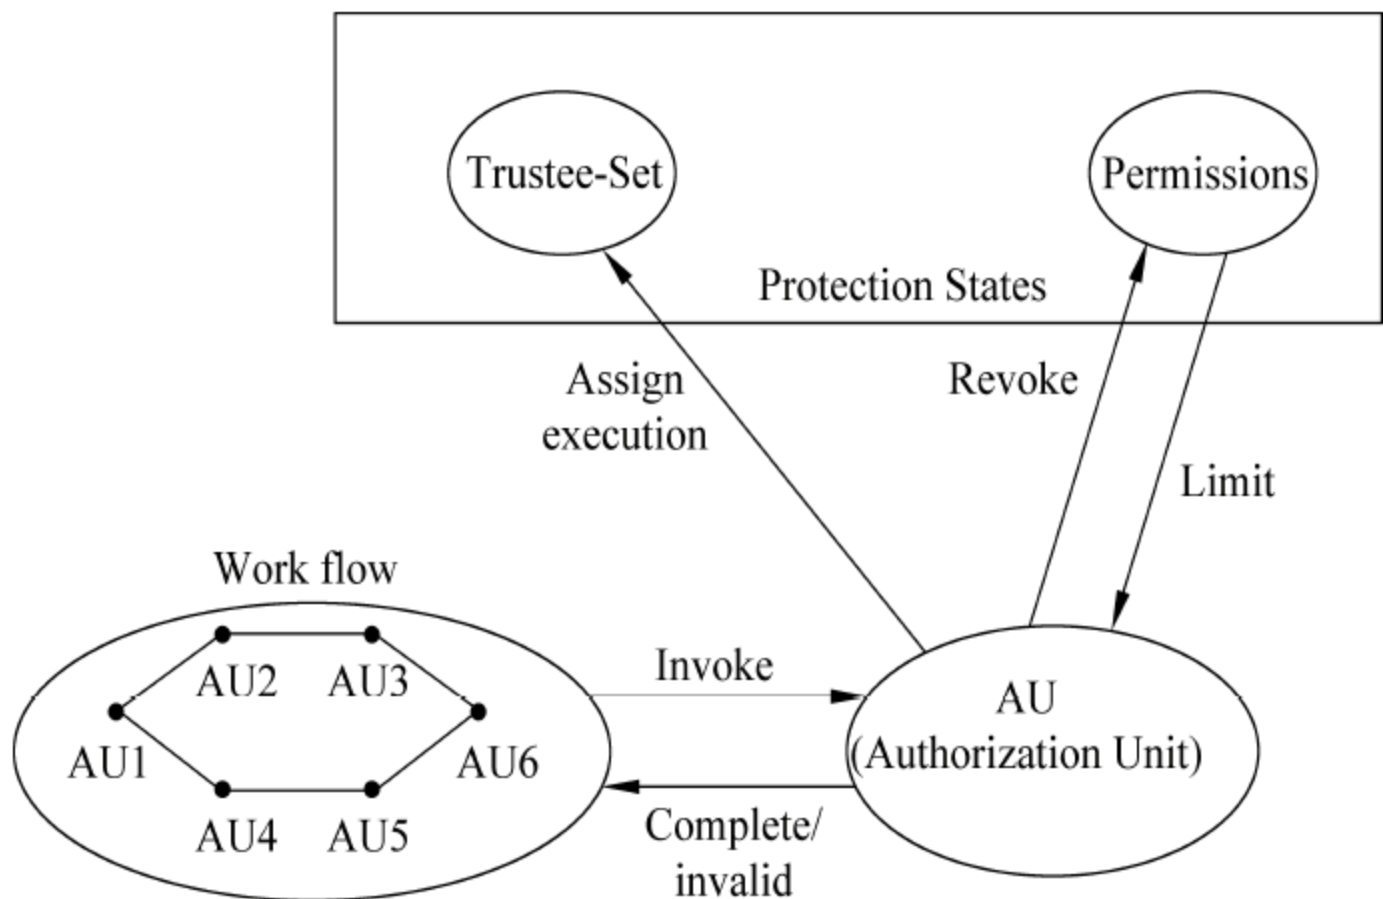 Trustee-Set
Permissions
Protection States
Assign
execution
Revoke
Limit
Work flow
AU2
AU3
AU1
AU6
AU4
AU5
Invoke
AU
(Authorization Unit)
Complete/
invalid